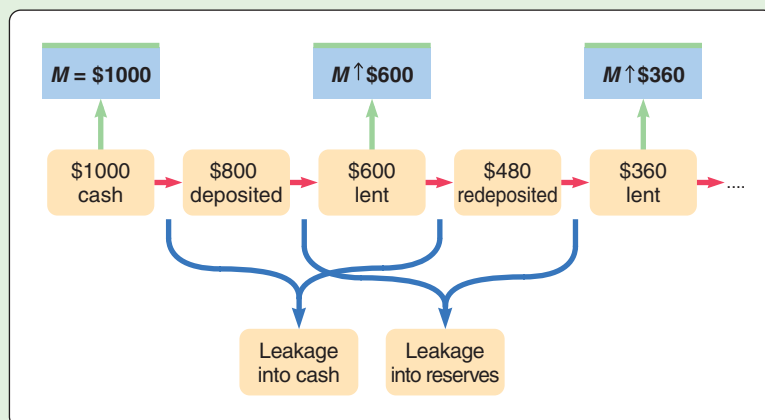 M = $1000
M ↑ $600
M ↑ $360
$1000
cash
$800
deposited
$600
lent
$480
redeposited
$360
lent
....
Leakage
into cash
Leakage
into reserves